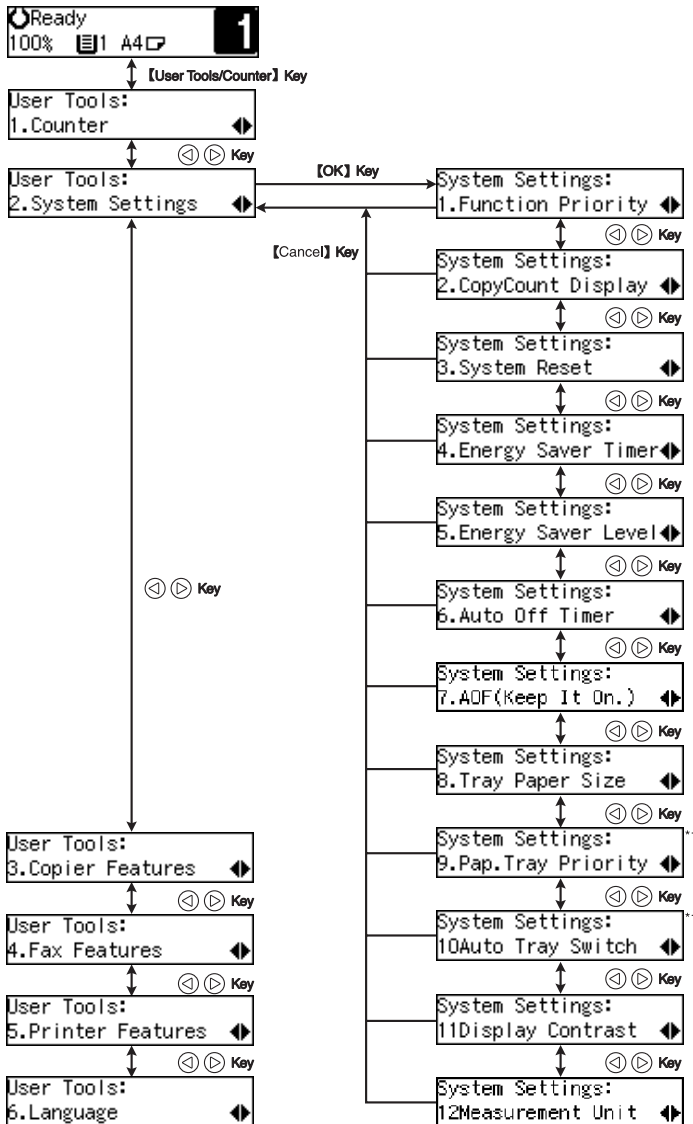 Ready
100% 1 A4 1
【User Tools/Counter】 Key
User Tools:
1.Counter
Key
User Tools:
2.System Settings
【OK】 Key
System Settings:
1.Function Priority
【Cancel】 Key
Key
System Settings:
2.CopyCount Display
Key
System Settings:
3.System Reset
Key
System Settings:
4.Energy Saver Timer
Key
System Settings:
5.Energy Saver Level
Key
System Settings:
6.Auto Off Timer
Key
Key
System Settings:
7.AOF(Keep It On.)
Key
System Settings:
8.Tray Paper Size
Key
System Settings:
9.Pap.Tray Priority
Key
System Settings:
10Auto Tray Switch
Key
System Settings:
11Display Contrast
Key
System Settings:
12Measurement Unit
User Tools:
3.Copier Features
Key
User Tools:
4.Fax Features
Key
User Tools:
5.Printer Features
Key
User Tools:
6.Language